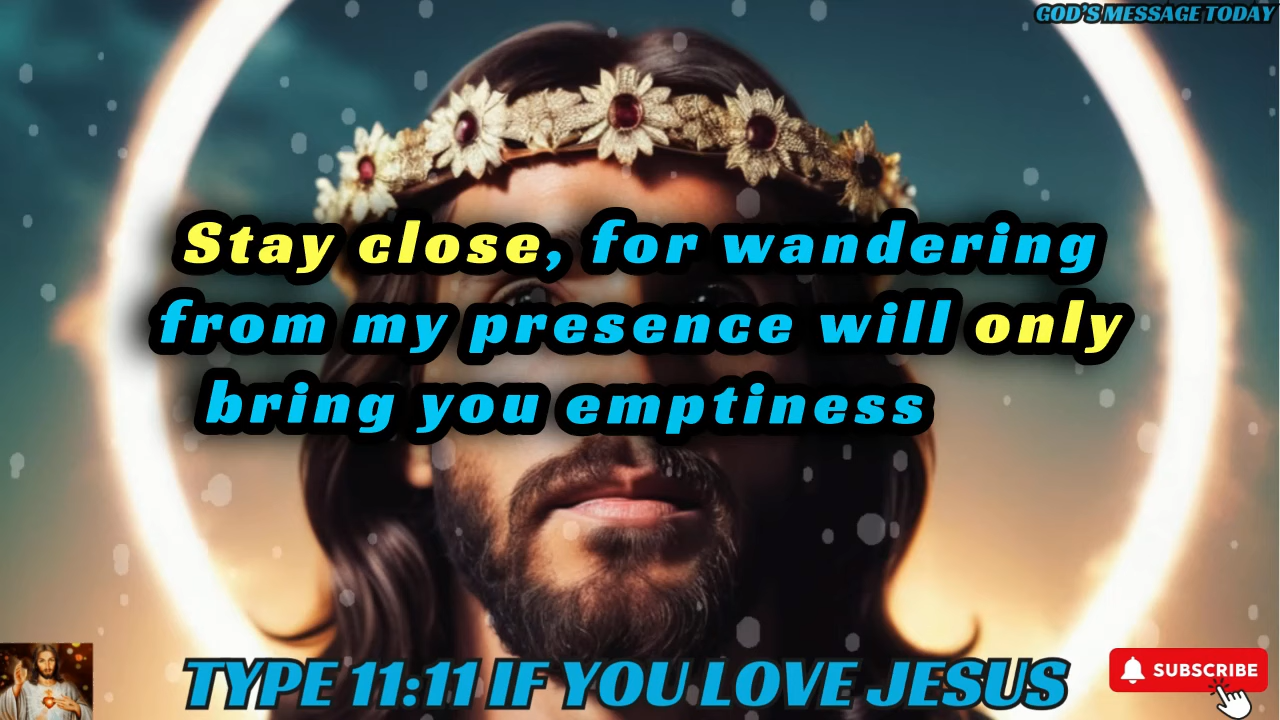 GOD'S MESSAGE TODAY
Stay close, for wandering
from my presence will only
bring you emptiness
TYPE 11:11 IF YOU LOVE JESUS
SUBSCRIBE